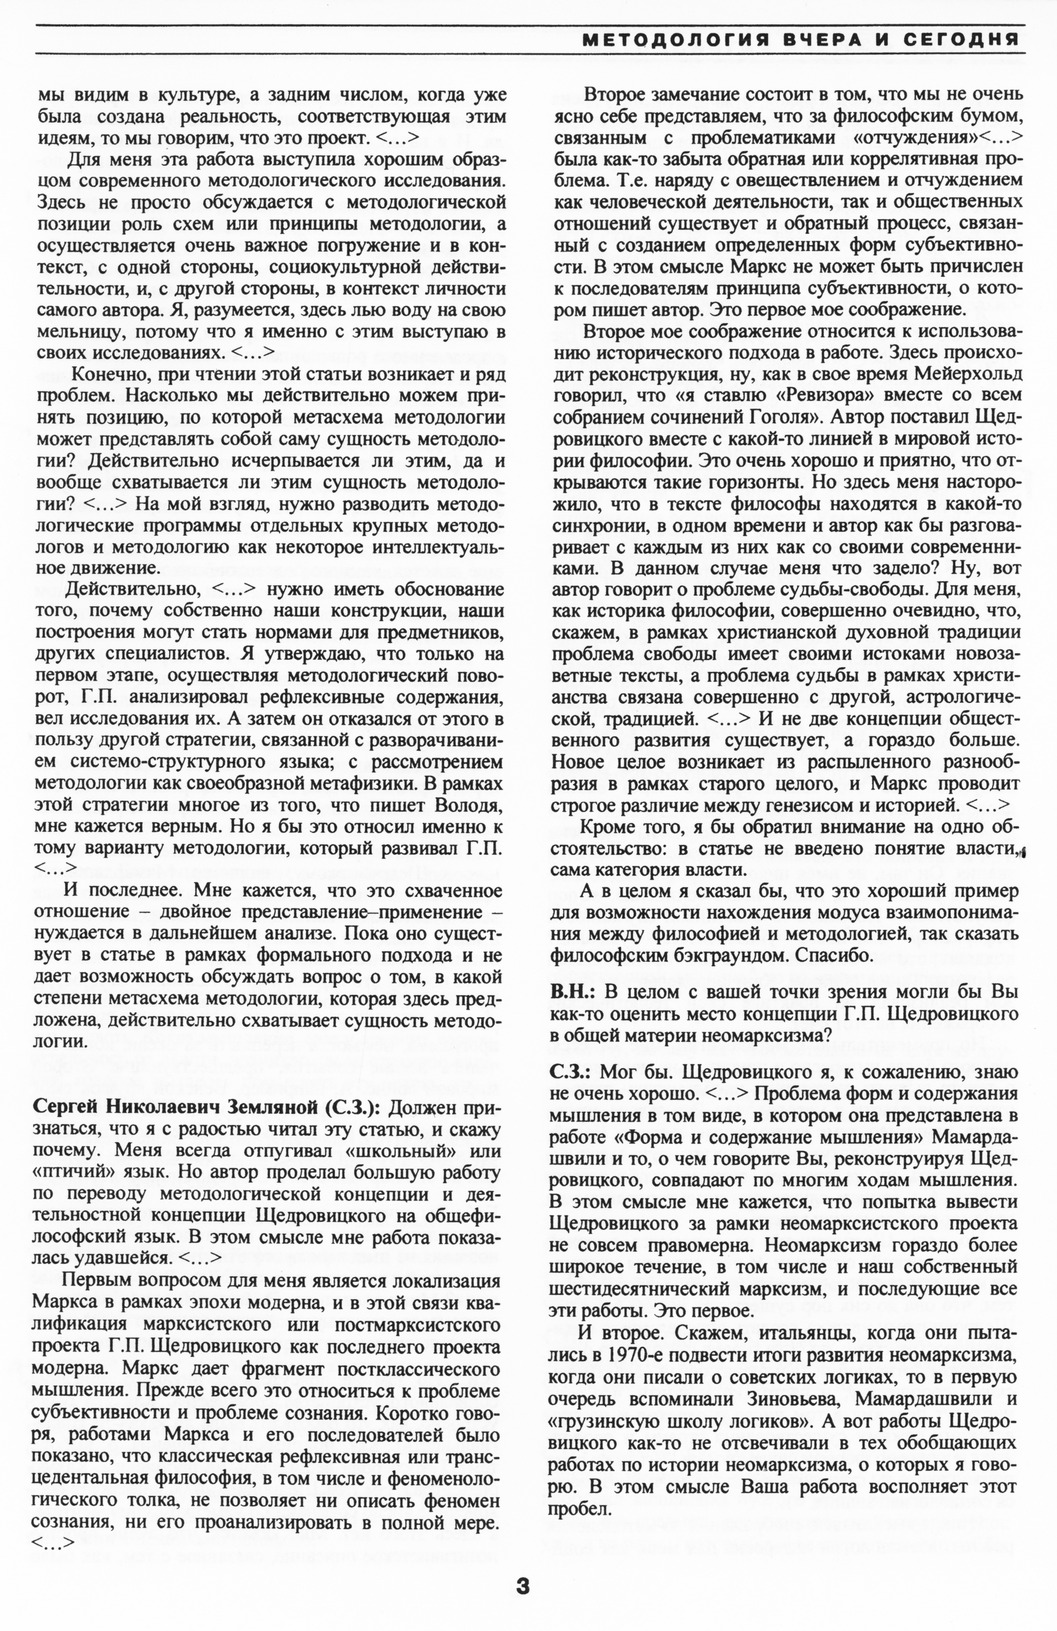 МЕТОДОЛОГИЯ ВЧЕРА И СЕГОДНЯ
мы видим в культуре, а задним числом, когда уже
была создана реальность, соответствующая этим
идеям, то мы говорим, что это проект. <...>
Для меня эта работа выступила хорошим образ-
цом современного методологического исследования.
Здесь не просто обсуждается с методологической
позиции роль схем или принципы методологии, а
осуществляется очень важное погружение и в кон-
текст, с одной стороны, социокультурной действи-
тельности, и, с другой стороны, в контекст личности
самого автора. Я, разумеется, здесь лью воду на свою
мельницу, потому что я именно с этим выступаю в
своих исследованиях. <...>
Конечно, при чтении этой статьи возникает и ряд
проблем. Насколько мы действительно можем при-
нять позицию, по которой метасхема методологии
может представлять собой саму сущность методоло-
гии? Действительно исчерпывается ли этим, да и
вообще схватывается ли этим сущность методоло-
гии? <...> На мой взгляд, нужно разводить методо-
логические программы отдельных крупных методо-
логов и методологию как некоторое интеллектуаль-
ное движение.
Действительно, <...> нужно иметь обоснование
того, почему собственно наши конструкции, наши
построения могут стать нормами для предметников,
других специалистов. Я утверждаю, что только на
первом этапе, осуществляя методологический пово-
рот, Г.П. анализировал рефлексивные содержания,
вел исследования их. А затем он отказался от этого в
пользу другой стратегии, связанной с разворачивани-
ем системо-структурного языка; с рассмотрением
методологии как своеобразной метафизики. В рамках
этой стратегии многое из того, что пишет Володя,
мне кажется верным. Но я бы это относил именно к
тому варианту методологии, который развивал Г.П.
<...>
И последнее. Мне кажется, что это схваченное
отношение – двойное представление–применение –
нуждается в дальнейшем анализе. Пока оно сущест-
вует в статье в рамках формального подхода и не
дает возможность обсуждать вопрос о том, в какой
степени метасхема методологии, которая здесь пред-
ложена, действительно схватывает сущность методо-
логии.
Сергей Николаевич Земляной (С.З.): Должен при-
знаться, что я с радостью читал эту статью, и скажу
почему. Меня всегда отпугивал «школьный» или
«птичий» язык. Но автор проделал большую работу
по переводу методологической концепции и дея-
тельностной концепции Щедровицкого на общефи-
лософский язык. В этом смысле мне работа показа-
лась удавшейся. <...>
Первым вопросом для меня является локализация
Маркса в рамках эпохи модерна, и в этой связи ква-
лификация марксистского или постмарксистского
проекта Г.П. Щедровицкого как последнего проекта
модерна. Маркс дает фрагмент постклассического
мышления. Прежде всего это относиться к проблеме
субъективности и проблеме сознания. Коротко гово-
ря, работами Маркса и его последователей было
показано, что классическая рефлексивная или транс-
цедентальная философия, в том числе и феноменоло-
гического толка, не позволяет ни описать феномен
сознания, ни его проанализировать в полной мере.
<...>
Второе замечание состоит в том, что мы не очень
ясно себе представляем, что за философским бумом,
связанным с проблематиками «отчуждения»<...>
была как-то забыта обратная или коррелятивная про-
блема. Т.е. наряду с овеществлением и отчуждением
как человеческой деятельности, так и общественных
отношений существует и обратный процесс, связан-
ный с созданием определенных форм субъективно-
сти. В этом смысле Маркс не может быть причислен
к последователям принципа субъективности, о кото-
ром пишет автор. Это первое мое соображение.
Второе мое соображение относится к использова-
нию исторического подхода в работе. Здесь происхо-
дит реконструкция, ну, как в свое время Мейерхольд
говорил, что «я ставлю «Ревизора» вместе со всем
собранием сочинений Гоголя». Автор поставил Щед-
ровицкого вместе с какой-то линией в мировой исто-
рии философии. Это очень хорошо и приятно, что от-
крываются такие горизонты. Но здесь меня насторо-
жило, что в тексте философы находятся в какой-то
синхронии, в одном времени и автор как бы разгова-
ривает с каждым из них как со своими современни-
ками. В данном случае меня что задело? Ну, вот
автор говорит о проблеме судьбы-свободы. Для меня,
как историка философии, совершенно очевидно, что,
скажем, в рамках христианской духовной традиции
проблема свободы имеет своими истоками новоза-
ветные тексты, а проблема судьбы в рамках христи-
анства связана совершенно с другой, астрологиче-
ской, традицией. <...> И не две концепции общест-
венного развития существует, а гораздо больше.
Новое целое возникает из распыленного разнооб-
разия в рамках старого целого, и Маркс проводит
строгое различие между генезисом и историей. <...>
Кроме того, я бы обратил внимание на одно об-
стоятельство: в статье не введено понятие власти,
сама категория власти.
А в целом я сказал бы, что это хороший пример
для возможности нахождения модуса взаимопонима-
ния между философией и методологией, так сказать
философским бэкграундом. Спасибо.
В.Н.: В целом с вашей точки зрения могли бы Вы
как-то оценить место концепции Г.П. Щедровицкого
в общей материи неомарксизма?
С.З.: Мог бы. Щедровицкого я, к сожалению, знаю
не очень хорошо. <...> Проблема форм и содержания
мышления в том виде, в котором она представлена в
работе «Форма и содержание мышления» Мамарда-
швили и то, о чем говорите Вы, реконструируя Щед-
ровицкого, совпадают по многим ходам мышления.
В этом смысле мне кажется, что попытка вывести
Щедровицкого за рамки неомарксистского проекта
не совсем правомерна. Неомарксизм гораздо более
широкое течение, в том числе и наш собственный
шестидесятнический марксизм, и последующие все
эти работы. Это первое.
И второе. Скажем, итальянцы, когда они пыта-
лись в 1970-е подвести итоги развития неомарксизма,
когда они писали о советских логиках, то в первую
очередь вспоминали Зиновьева, Мамардашвили и
«грузинскую школу логиков». А вот работы Щедро-
вицкого как-то не отсвечивали в тех обобщающих
работах по истории неомарксизма, о которых я гово-
рю. В этом смысле Ваша работа восполняет этот
пробел.
3